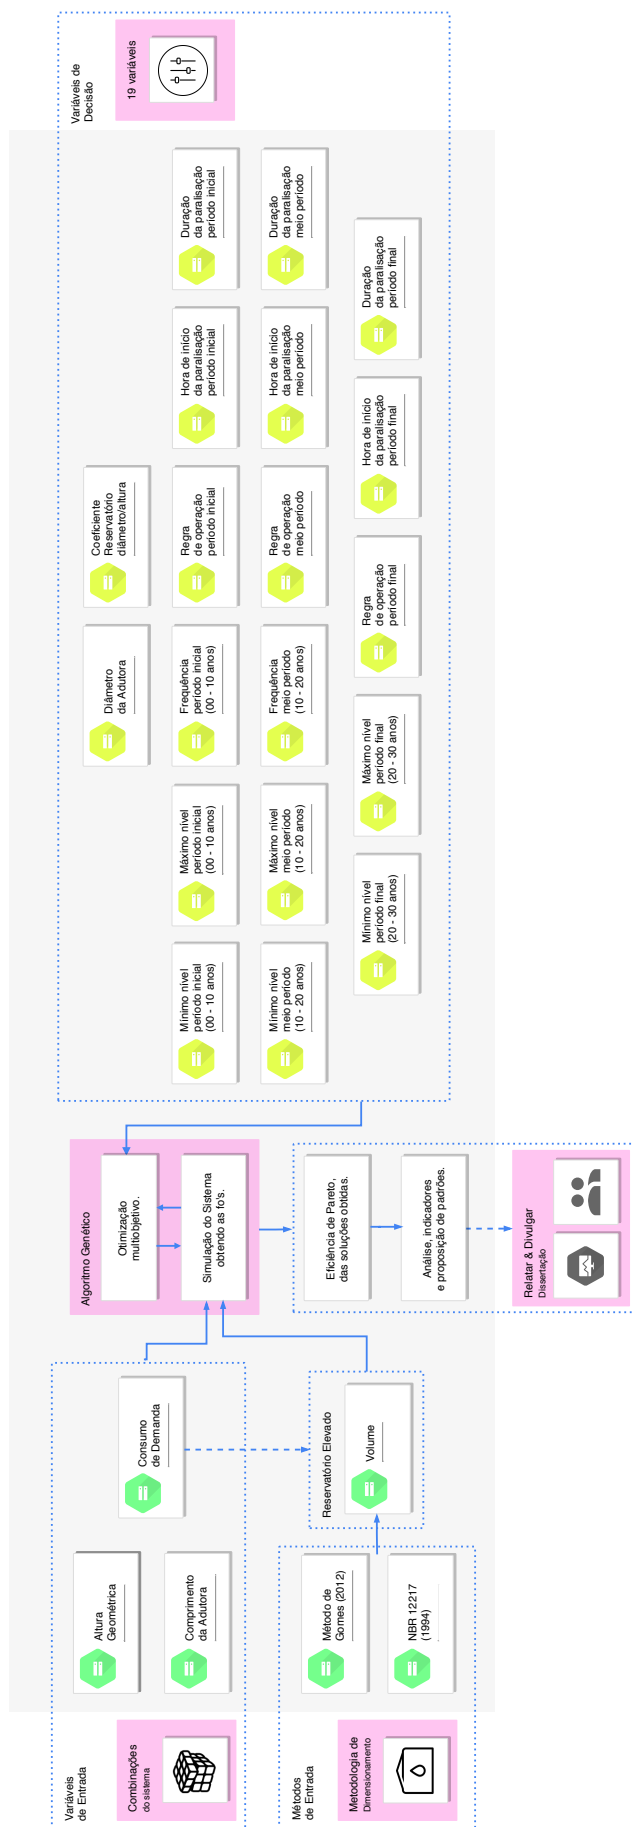 Variáveis
de Entrada
Combinações
do sistema
Altura
Geométrica
Comprimento
da Adutora
Consumo
de Demanda
Métodos
de Entrada
Metodologia de
Dimensionamento
Método de
Gomes (2012)
NBR 12217
(1994)
Reservatório Elevado
Volume
Algoritmo Genético
Otimização
multiobjetivo.
Simulação do Sistema
obtendo as fo's.
Eficiência de Pareto,
das soluções obtidas.
Análise, indicadores
e proposição de padrões.
Relatar & Divulgar
Dissertação
Variáveis de
Decisão
19 variáveis
Diâmetro
da Adutora
Coeficiente
Reservatório
diâmetro/altura
Mínimo nível
período inicial
(00 - 10 anos)
Máximo nível
período inicial
(00 - 10 anos)
Frequência
período inicial
(00 - 10 anos)
Regra
de operação
período inicial
Hora de início
da paralisação
período inicial
Duração
da paralisação
período inicial
Mínimo nível
meio período
(10 - 20 anos)
Máximo nível
meio período
(10 - 20 anos)
Frequência
meio período
(10 - 20 anos)
Regra
de operação
meio período
Hora de início
da paralisação
meio período
Duração
da paralisação
meio período
Mínimo nível
período final
(20 - 30 anos)
Máximo nível
período final
(20 - 30 anos)
Regra
de operação
período final
Hora de início
da paralisação
período final
Duração
da paralisação
período final